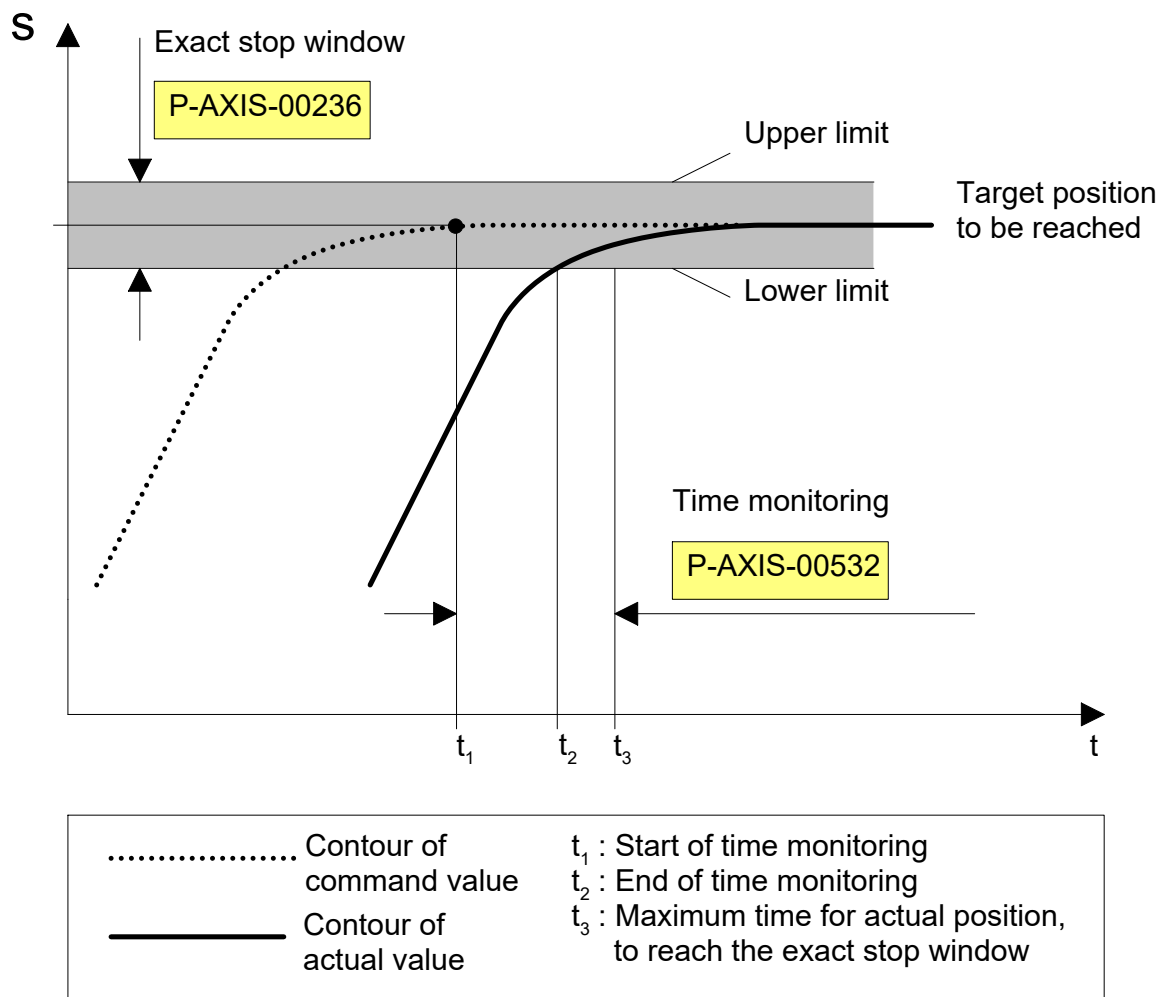 s
Exact stop window
P-AXIS-00236
Upper limit
Target position
to be reached
Lower limit
Time monitoring
P-AXIS-00532
t1
t2
t3
t
Contour of
command value
Contour of
actual value
t1 : Start of time monitoring
t2 : End of time monitoring
t3 : Maximum time for actual position,
to reach the exact stop window